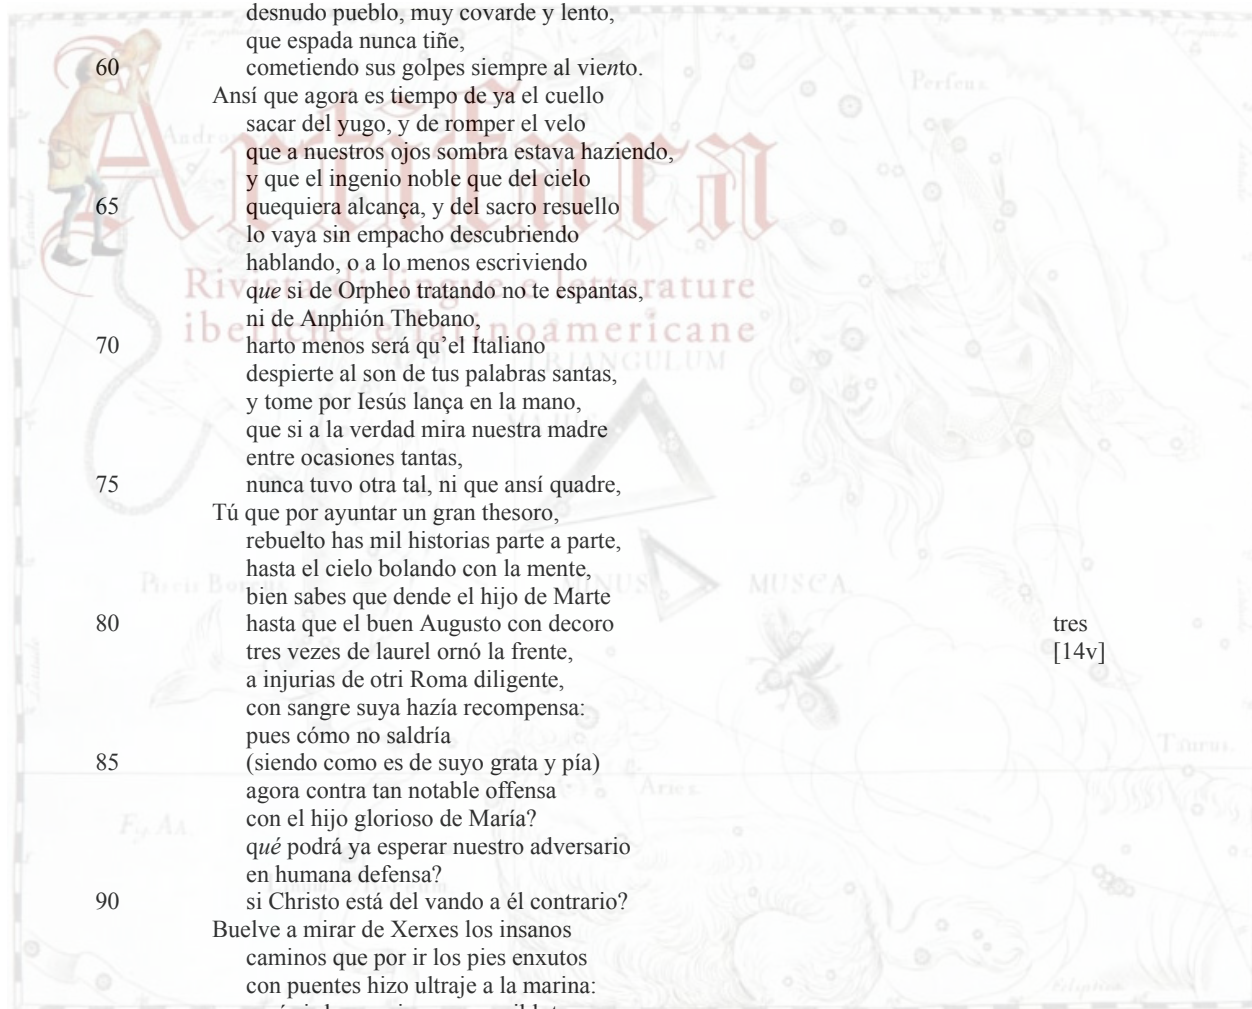 desnudo pueblo, muy covarde y lento,
que espada nunca tiñe,
60 cometiendo sus golpes siempre al viento.
Ansí que agora es tiempo de ya el cuello
sacar del yugo, y de romper el velo
que a nuestros ojos sombra estava haziendo,
y que el ingenio noble que del cielo
65 quequiera alcança, y del sacro resuello
lo vaya sin empacho descubriendo
hablando, o a lo menos escriviendo
que si de Orpheo tratando no te espantas,
ni de Anphión Thebano,
70 harto menos será qu'el Italiano
despierte al son de tus palabras santas,
y tome por Iesús lança en la mano,
que si a la verdad mira nuestra madre
entre ocasiones tantas,
75 nunca tuvo otra tal, ni que ansí quadre,
Tú que por ayuntar un gran thesoro,
rebuelto has mil historias parte a parte,
hasta el cielo bolando con la mente,
bien sabes que dende el hijo de Marte
80 hasta que el buen Augusto con decoro tres
tres vezes de laurel ornó la frente, [14v]
a injurias de otri Roma diligente,
con sangre suya hazía recompensa:
pues cómo no saldría
85 (siendo como es de suyo grata y pía)
agora contra tan notable offensa
con el hijo glorioso de María?
qué podrá ya esperar nuestro adversario
en humana defensa?
90 si Christo está del vando a él contrario?
Buelve a mirar de Xerxes los insanos
caminos que por ir los pies enxutos
con puentes hizo ultraje a la marina:
Artifara
Rivista di lingue e letterature
iberiche e latinoamericane
Perseus.
TRIANGULUM
MINUS
MUSCA
Taurus.
Aries.